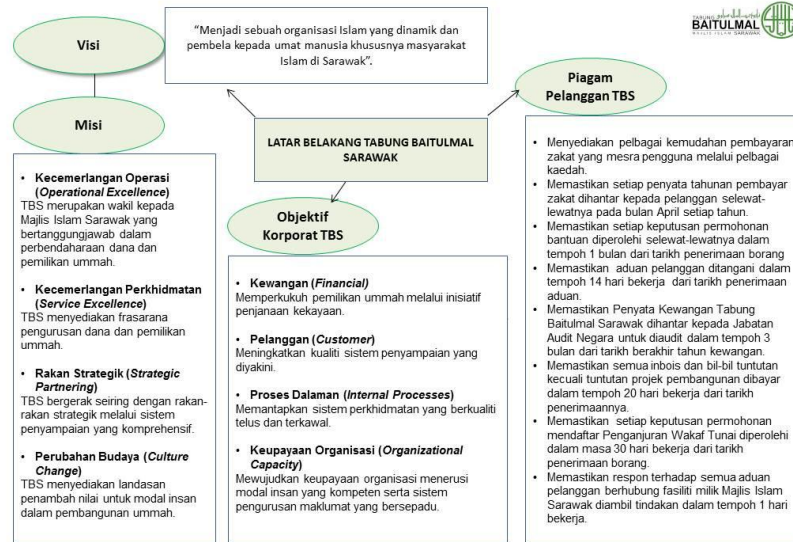 TABUNG
BAITULMAL
MAJLIS ISLAM SARAWAK
Visi
"Menjadi sebuah organisasi Islam yang dinamik dan
pembela kepada umat manusia khususnya masyarakat
Islam di Sarawak".
Misi
• Kecemerlangan Operasi
(Operational Excellence)
TBS merupakan wakil kepada
Majlis Islam Sarawak yang
bertanggungjawab dalam
perbendaharaan dana dan
pemilikan ummah.
• Kecemerlangan Perkhidmatan
(Service Excellence)
TBS menyediakan frasarana
pengurusan dana dan pemilikan
ummah.
• Rakan Strategik (Strategic
Partnering)
TBS bergerak seiring dengan rakan-
rakan strategik melalui sistem
penyampaian yang komprehensif.
• Perubahan Budaya (Culture
Change)
TBS menyediakan landasan
penambah nilai untuk modal insan
dalam pembangunan ummah.
LATAR BELAKANG TABUNG BAITULMAL
SARAWAK
Objektif
Korporat TBS
• Kewangan (Financial)
Memperkukuh pemilikan ummah melalui inisiatif
penjanaan kekayaan.
• Pelanggan (Customer)
Meningkatkan kualiti sistem penyampaian yang
diyakini.
• Proses Dalaman (Internal Processes)
Memantapkan sistem perkhidmatan yang berkualiti
telus dan terkawal.
• Keupayaan Organisasi (Organizational
Capacity)
Mewujudkan keupayaan organisasi menerusi
modal insan yang kompeten serta sistem
pengurusan maklumat yang bersepadu.
Piagam
Pelanggan TBS
• Menyediakan pelbagai kemudahan pembayaran
zakat yang mesra pengguna melalui pelbagai
kaedah.
• Memastikan setiap penyata tahunan pembayar
zakat dihantar kepada pelanggan selewat-
lewatnya pada bulan April setiap tahun.
• Memastikan setiap keputusan permohonan
bantuan diperolehi selewat-lewatnya dalam
tempoh 1 bulan dari tarikh penerimaan borang
• Memastikan aduan pelanggan ditangani dalam
tempoh 14 hari bekerja dari tarikh penerimaan
aduan.
• Memastikan Penyata Kewangan Tabung
Baitulmal Sarawak dihantar kepada Jabatan
Audit Negara untuk diaudit dalam tempoh 3
bulan dari tarikh berakhir tahun kewangan.
• Memastikan semua inbois dan bil-bil tuntutan
kecuali tuntutan projek pembangunan dibayar
dalam tempoh 20 hari bekerja dari tarikh
penerimaannya.
• Memastikan setiap keputusan permohonan
mendaftar Penganjuran Wakaf Tunai diperolehi
dalam masa 30 hari bekerja dari tarikh
penerimaan borang.
• Memastikan respon terhadap semua aduan
pelanggan berhubung fasiliti milik Majlis Islam
Sarawak diambil tindakan dalam tempoh 1 hari
bekerja.